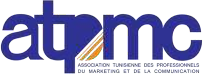 atpmc
ASSOCIATION TUNISIENNE DES PROFESSIONNELS
DU MARKETING ET DE LA COMMUNICATION